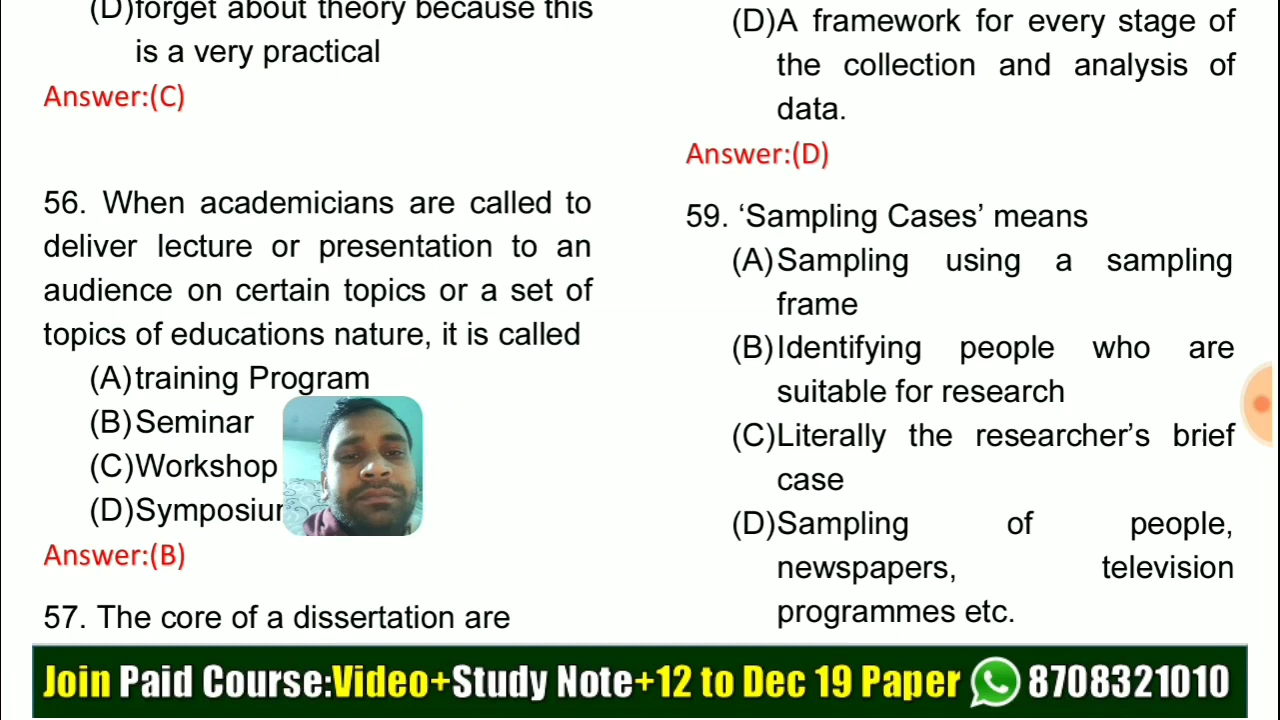 (D)forget about theory because this
is a very practical
Answer:(C)
56. When academicians are called to
deliver lecture or presentation to an
audience on certain topics or a set of
topics of educations nature, it is called
(A)training Program
(B)Seminar
(C)Workshop
(D)
Answer:(B)
57. The core of a dissertation are
(D)A framework for every stage of
the collection and analysis of
data.
Answer:(D)
59. ‘Sampling Cases’ means
(A)Sampling using a sampling
frame
(B)Identifying people who are
suitable for research
(C)Literally the researcher’s brief
case
(D)Sampling of people,
newspapers, television
programmes etc.
Join Paid Course:Video+Study Note+12 to Dec 19 Paper 8708321010